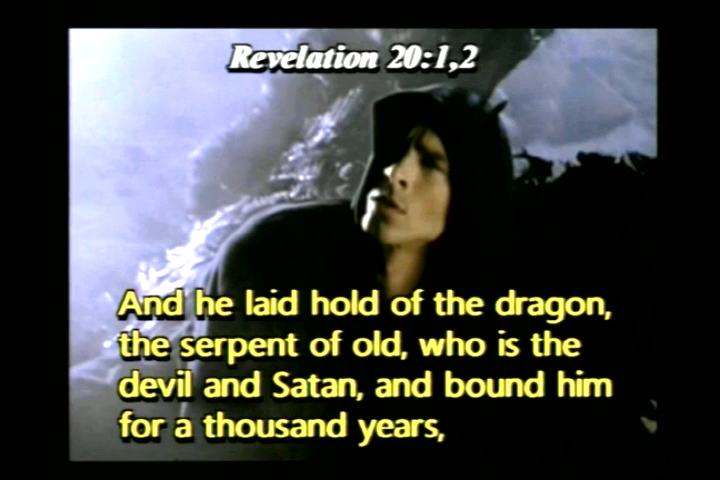 Revelation 20:1,2
And he laid hold of the dragon,
the serpent of old, who is the
devil and Satan, and bound him
for a thousand years,